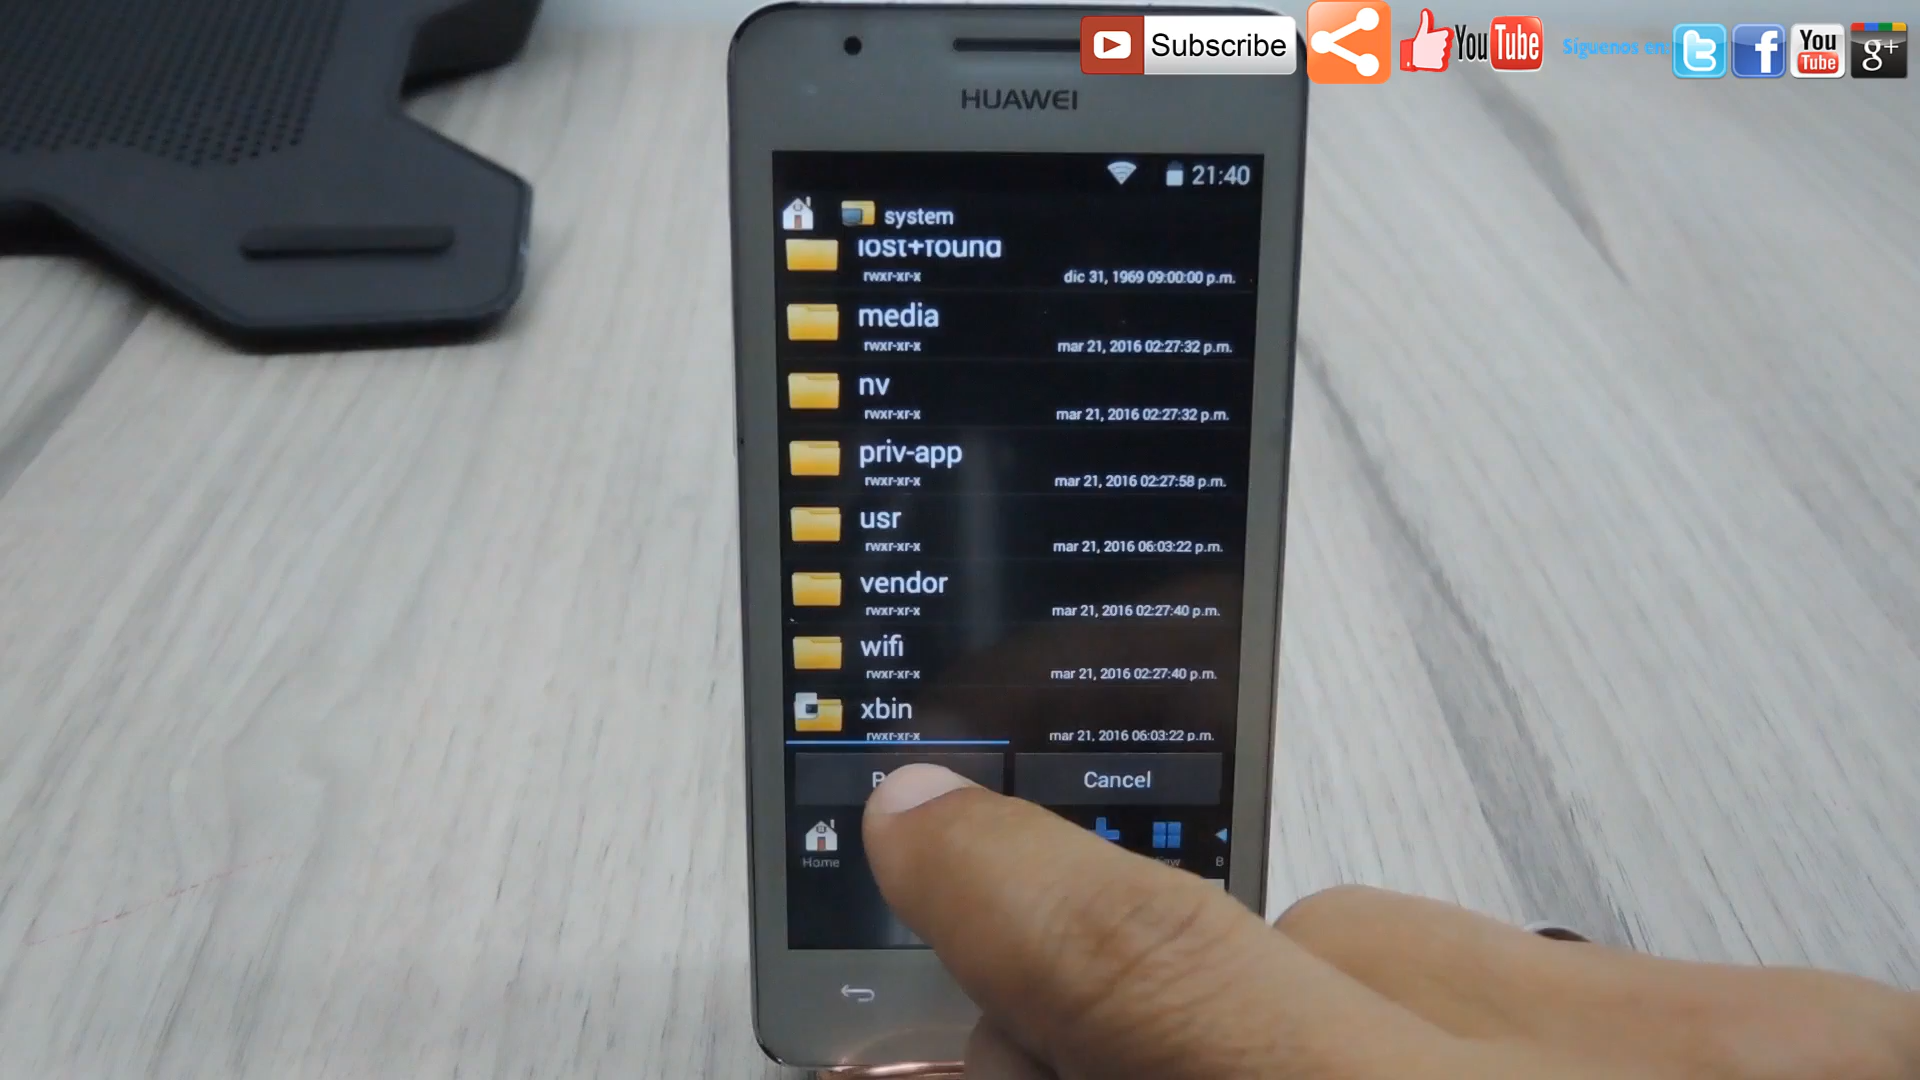 Subscribe
You Tube
Síguenos en:
You Tube
g+
HUAWEI
21:40
system
lost+found
rwxr-xr-x dic 31, 1969 09:00:00 p.m.
media
rwxr-xr-x mar 21, 2016 02:27:32 p.m.
nv
rwxr-xr-x mar 21, 2016 02:27:32 p.m.
priv-app
rwxr-xr-x mar 21, 2016 02:27:58 p.m.
usr
rwxr-xr-x mar 21, 2016 06:03:22 p.m.
vendor
rwxr-xr-x mar 21, 2016 02:27:40 p.m.
wifi
rwxr-xr-x mar 21, 2016 02:27:40 p.m.
xbin
rwxr-xr-x mar 21, 2016 06:03:22 p.m.
Cancel
Home